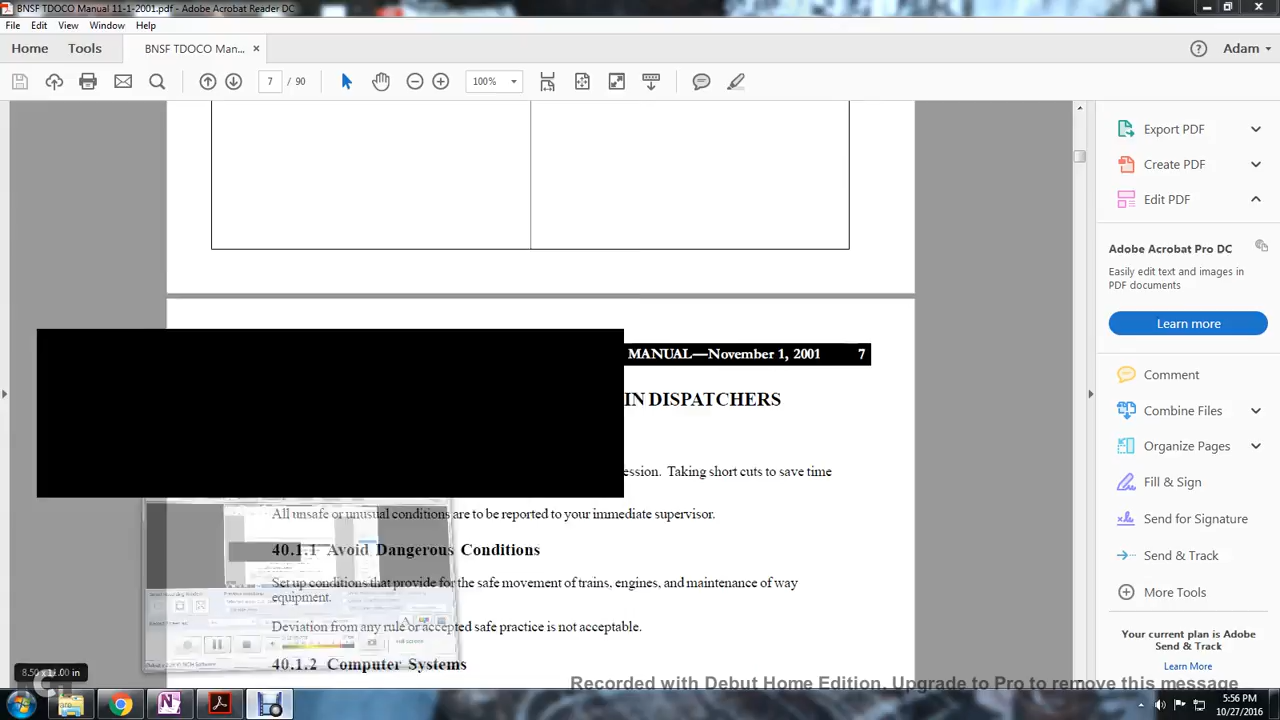 BNSF TDOCO Manual 11-1-2001.pdf - Adobe Acrobat Reader DC
File Edit View Window Help
Home Tools BNSF TDOCO Man... × Adam
7 / 90 100%
Export PDF
Create PDF
Edit PDF
Adobe Acrobat Pro DC
Easily edit text and images in
PDF documents
Learn more
Comment
Combine Files
Organize Pages
Fill & Sign
Send for Signature
Send & Track
More Tools
Your current plan is Adobe
Send & Track
Learn More
MANUAL—November 1, 2001 7
IN DISPATCHERS
ession. Taking short cuts to save time
All unsafe or unusual conditions are to be reported to your immediate supervisor.
40.1.1 Avoid Dangerous Conditions
Set up conditions that provide for the safe movement of trains, engines, and maintenance of way
equipment.
Deviation from any rule or accepted safe practice is not acceptable.
40.1.2 Computer Systems
8.50 x 11.00 in
Recorded with Debut Home Edition. Upgrade to Pro to remove this message
5:56 PM
10/27/2016